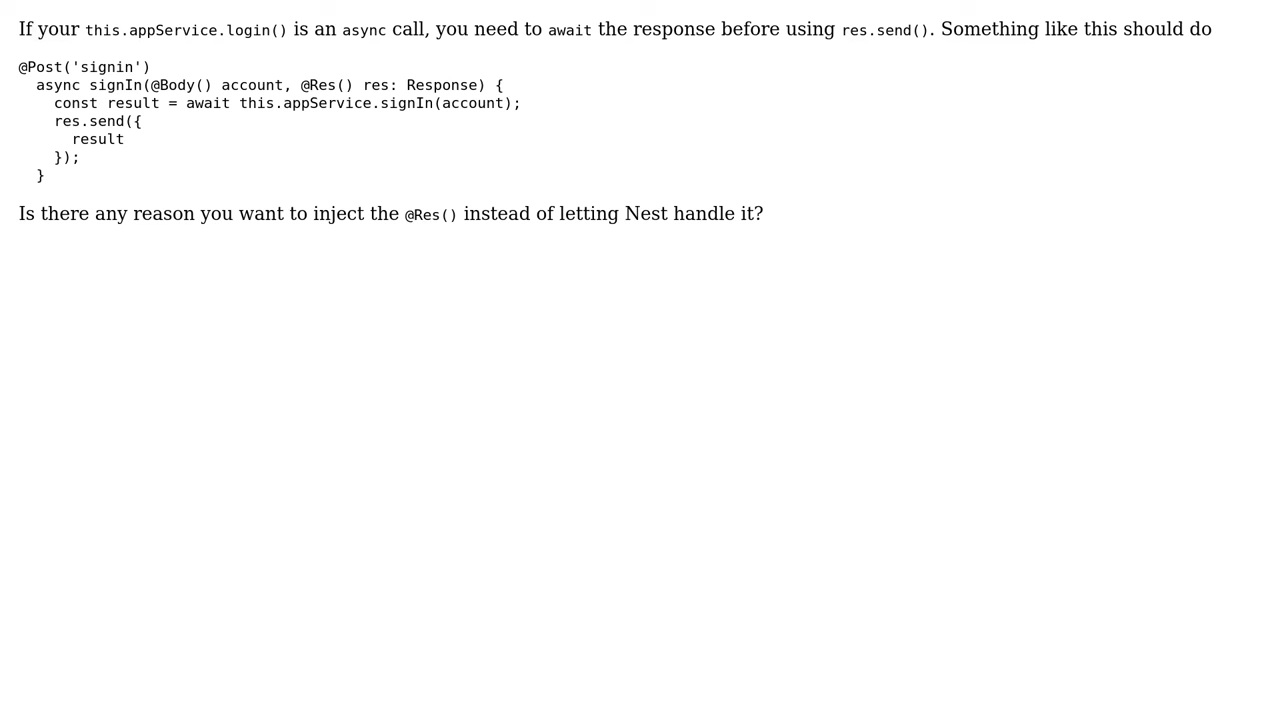 If your this.appService.login() is an async call, you need to await the response before using res.send(). Something like this should do
@Post('signin')
  async signIn(@Body() account, @Res() res: Response) {
    const result = await this.appService.signIn(account);
    res.send({
      result
    });
  }
Is there any reason you want to inject the @Res() instead of letting Nest handle it?